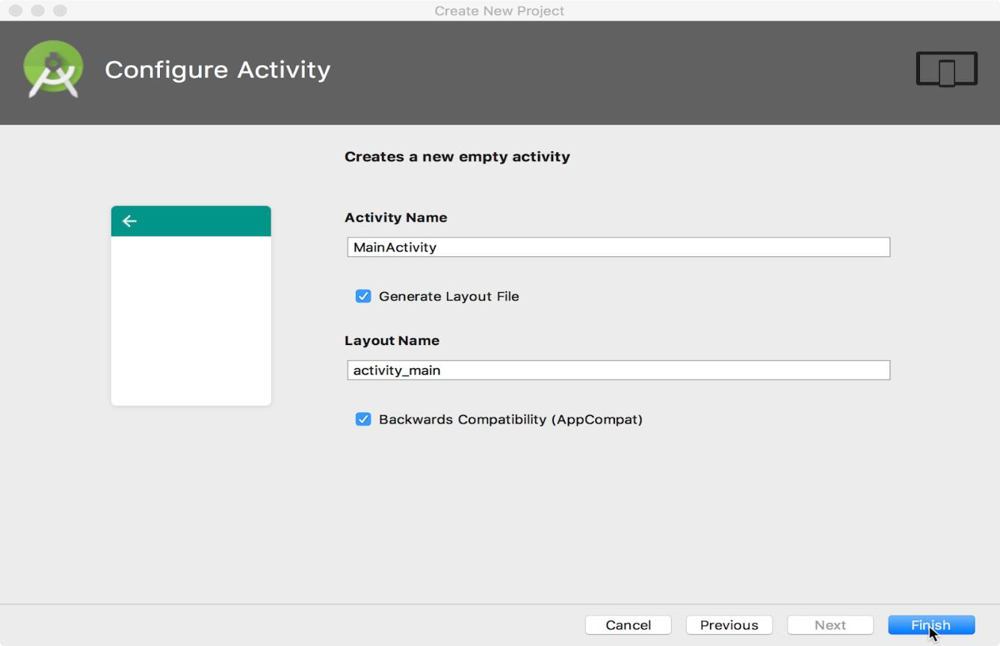 Create New Project
Configure Activity
Creates a new empty activity
Activity Name
MainActivity
Generate Layout File
Layout Name
activity_main
Backwards Compatibility (AppCompat)
Cancel Previous Next Finish